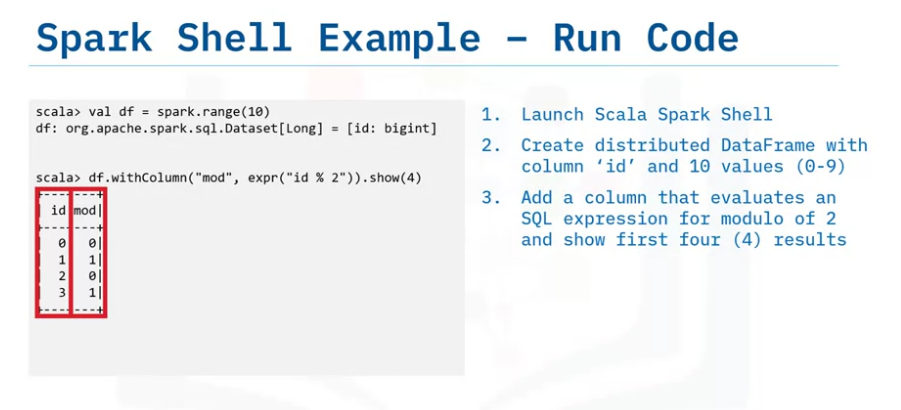 Spark Shell Example – Run Code
scala> val df = spark.range(10)
df: org.apache.spark.sql.Dataset[Long] = [id: bigint]
scala> df.withColumn("mod", expr("id % 2")).show(4)
+---+---+
| id|mod|
+---+---+
|  0|  0|
|  1|  1|
|  2|  0|
|  3|  1|
+---+---+
1. Launch Scala Spark Shell
2. Create distributed DataFrame with
column ‘id’ and 10 values (0-9)
3. Add a column that evaluates an
SQL expression for modulo of 2
and show first four (4) results